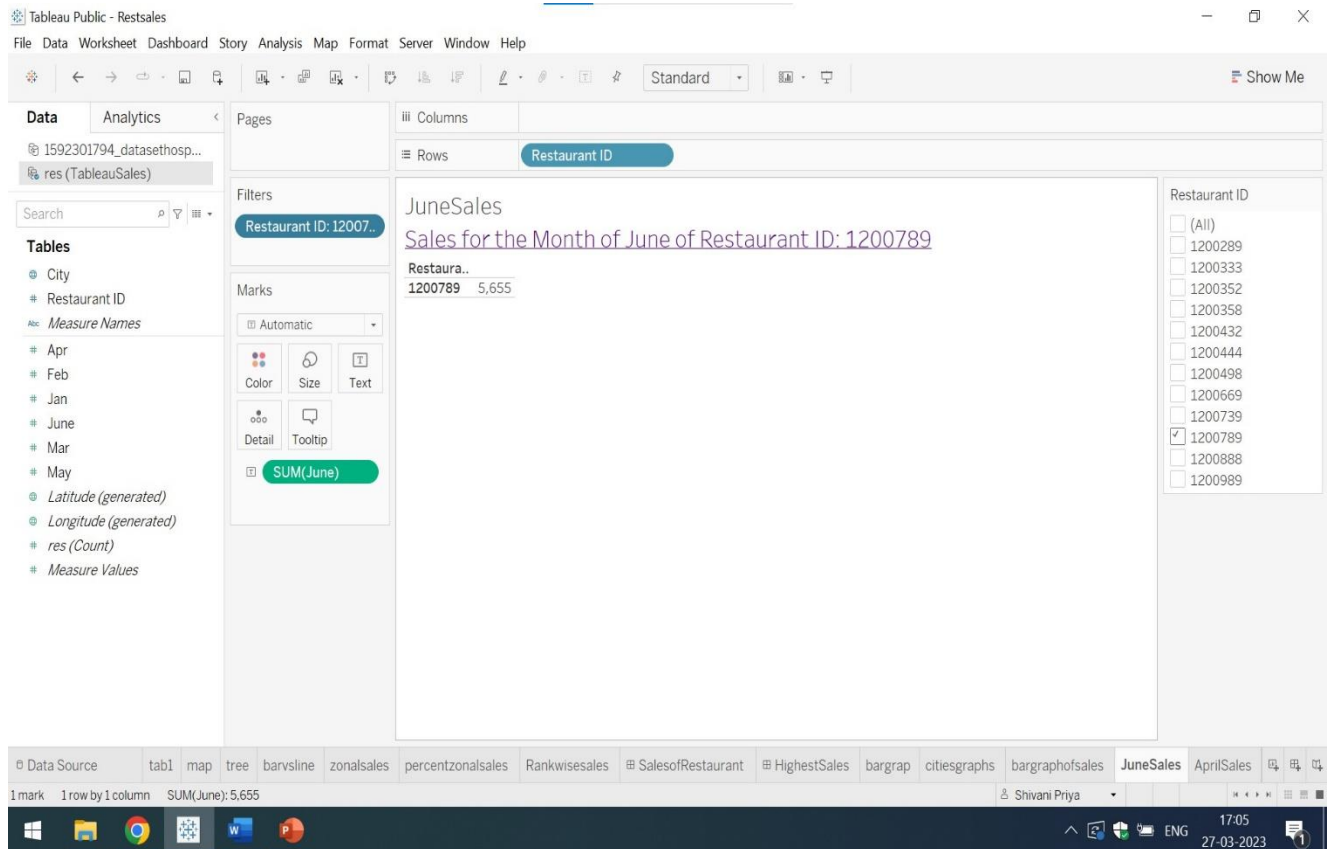 Tableau Public - Restsales
File Data Worksheet Dashboard Story Analysis Map Format Server Window Help
Standard
Show Me
Data Analytics
Pages
Columns
1592301794_datasethosp...
res (TableauSales)
Rows
Restaurant ID
Search
Filters
Restaurant ID: 12007..
JuneSales
Sales for the Month of June of Restaurant ID: 1200789
Restaura..
1200789 5,655
Restaurant ID
(All)
1200289
1200333
1200352
1200358
1200432
1200444
1200498
1200669
1200739
1200789
1200888
1200989
Tables
City
Restaurant ID
Abc Measure Names
Apr
Feb
Jan
June
Mar
May
Latitude (generated)
Longitude (generated)
res (Count)
Measure Values
Marks
Automatic
Color Size Text
Detail Tooltip
SUM(June)
Data Source tab1 map tree barvsline zonalsales percentzonalsales Rankwisesales SalesofRestaurant HighestSales bargrap citiesgraphs bargraphofsales JuneSales AprilSales
1 mark 1 row by 1 column SUM(June): 5,655 Shivani Priya
ENG
17:05
27-03-2023
1